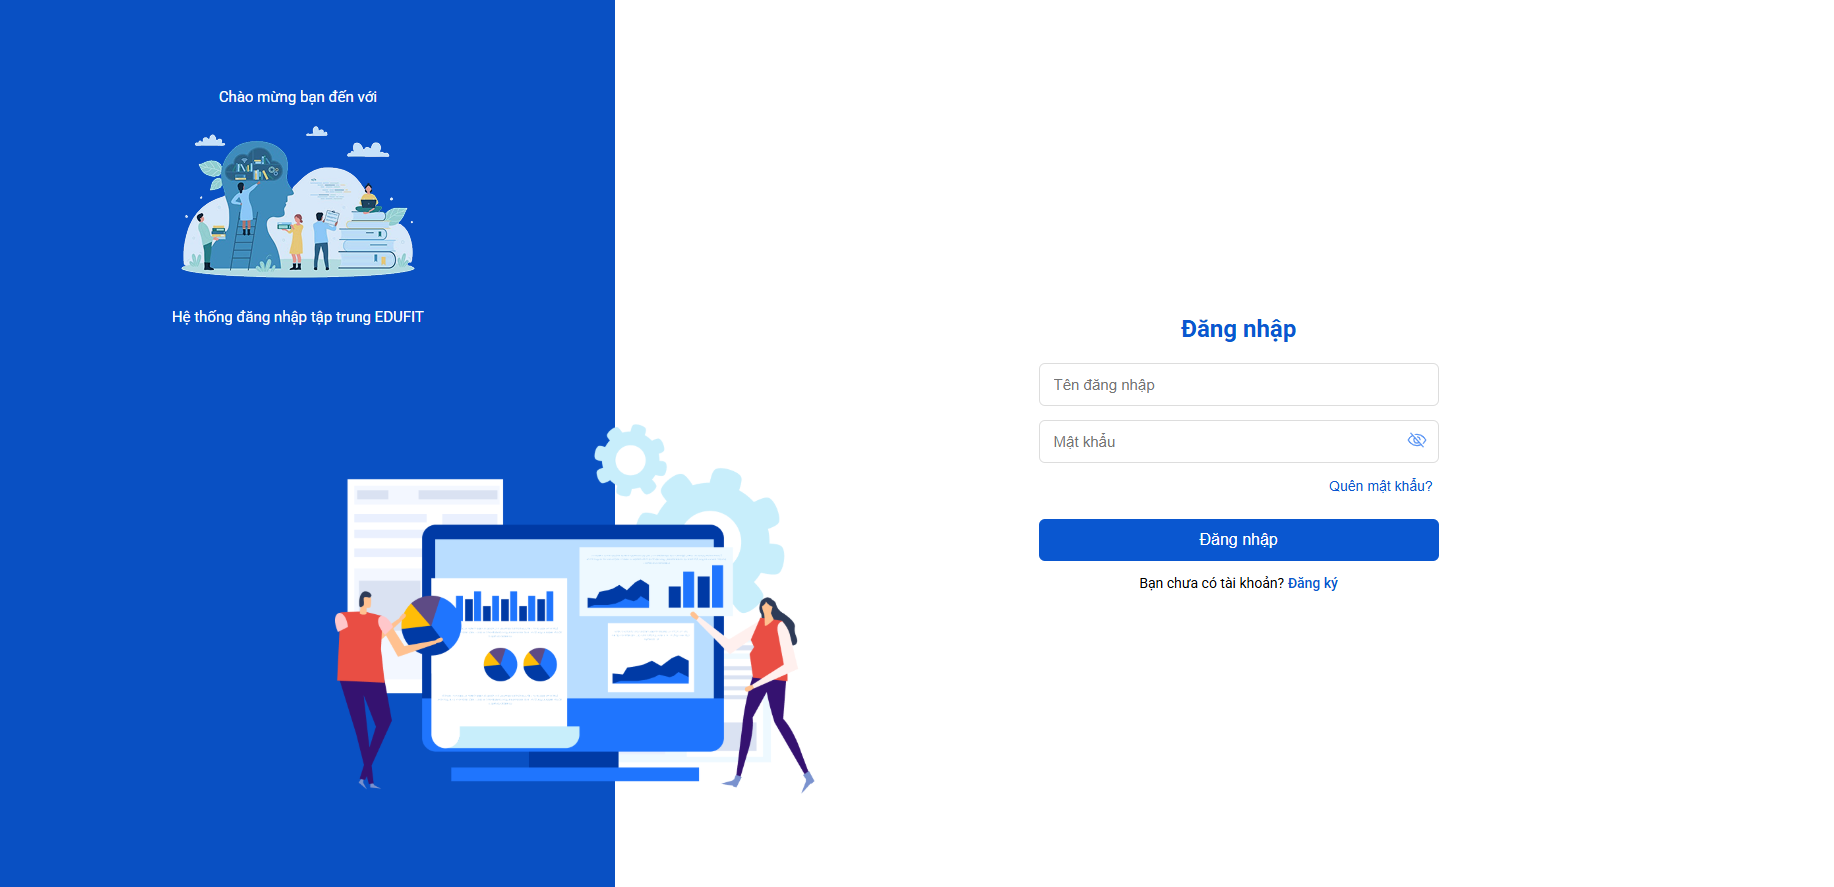 Chào mừng bạn đến với
Hệ thống đăng nhập tập trung EDUFIT
Đăng nhập
Tên đăng nhập
Mật khẩu
Quên mật khẩu?
Đăng nhập
Bạn chưa có tài khoản? Đăng ký